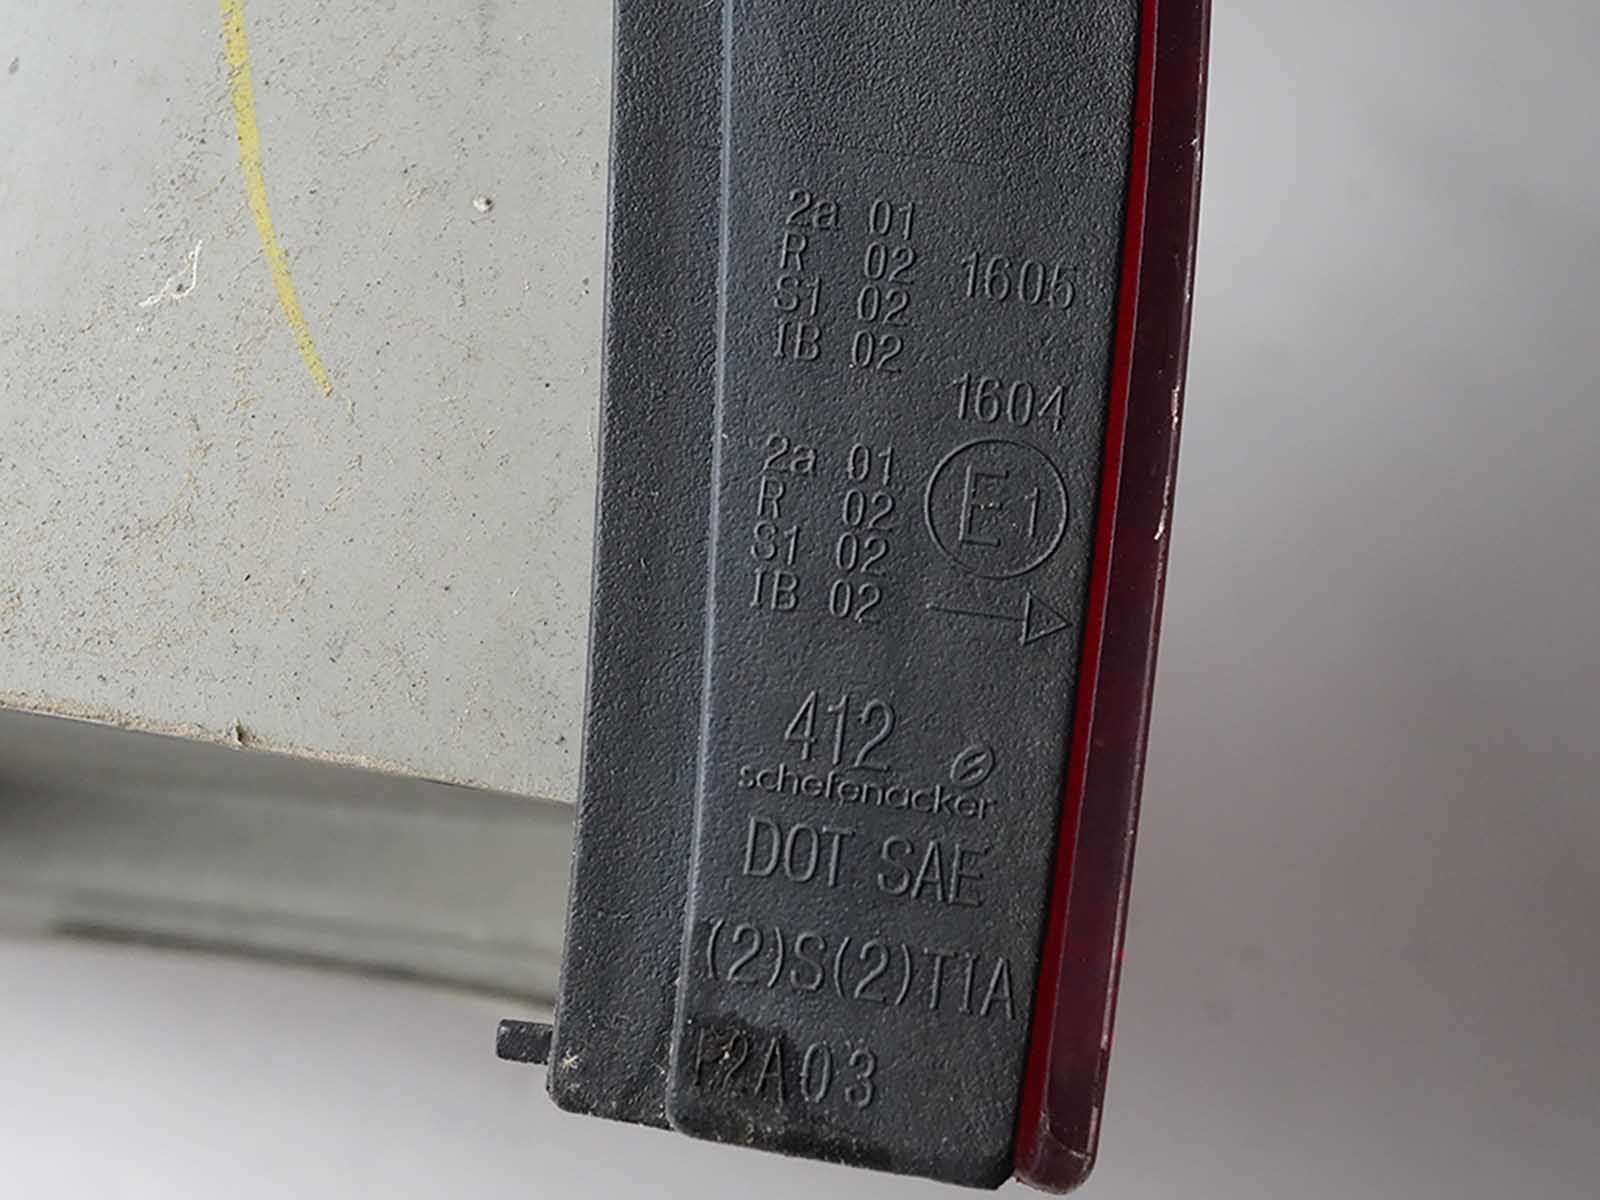 2a 01
R 02 1605
S1 02
IB 02
1604
2a 01
R 02 E1
S1 02
IB 02
412
schefenacker
DOT SAE
(2)S(2)TIA
P2A03